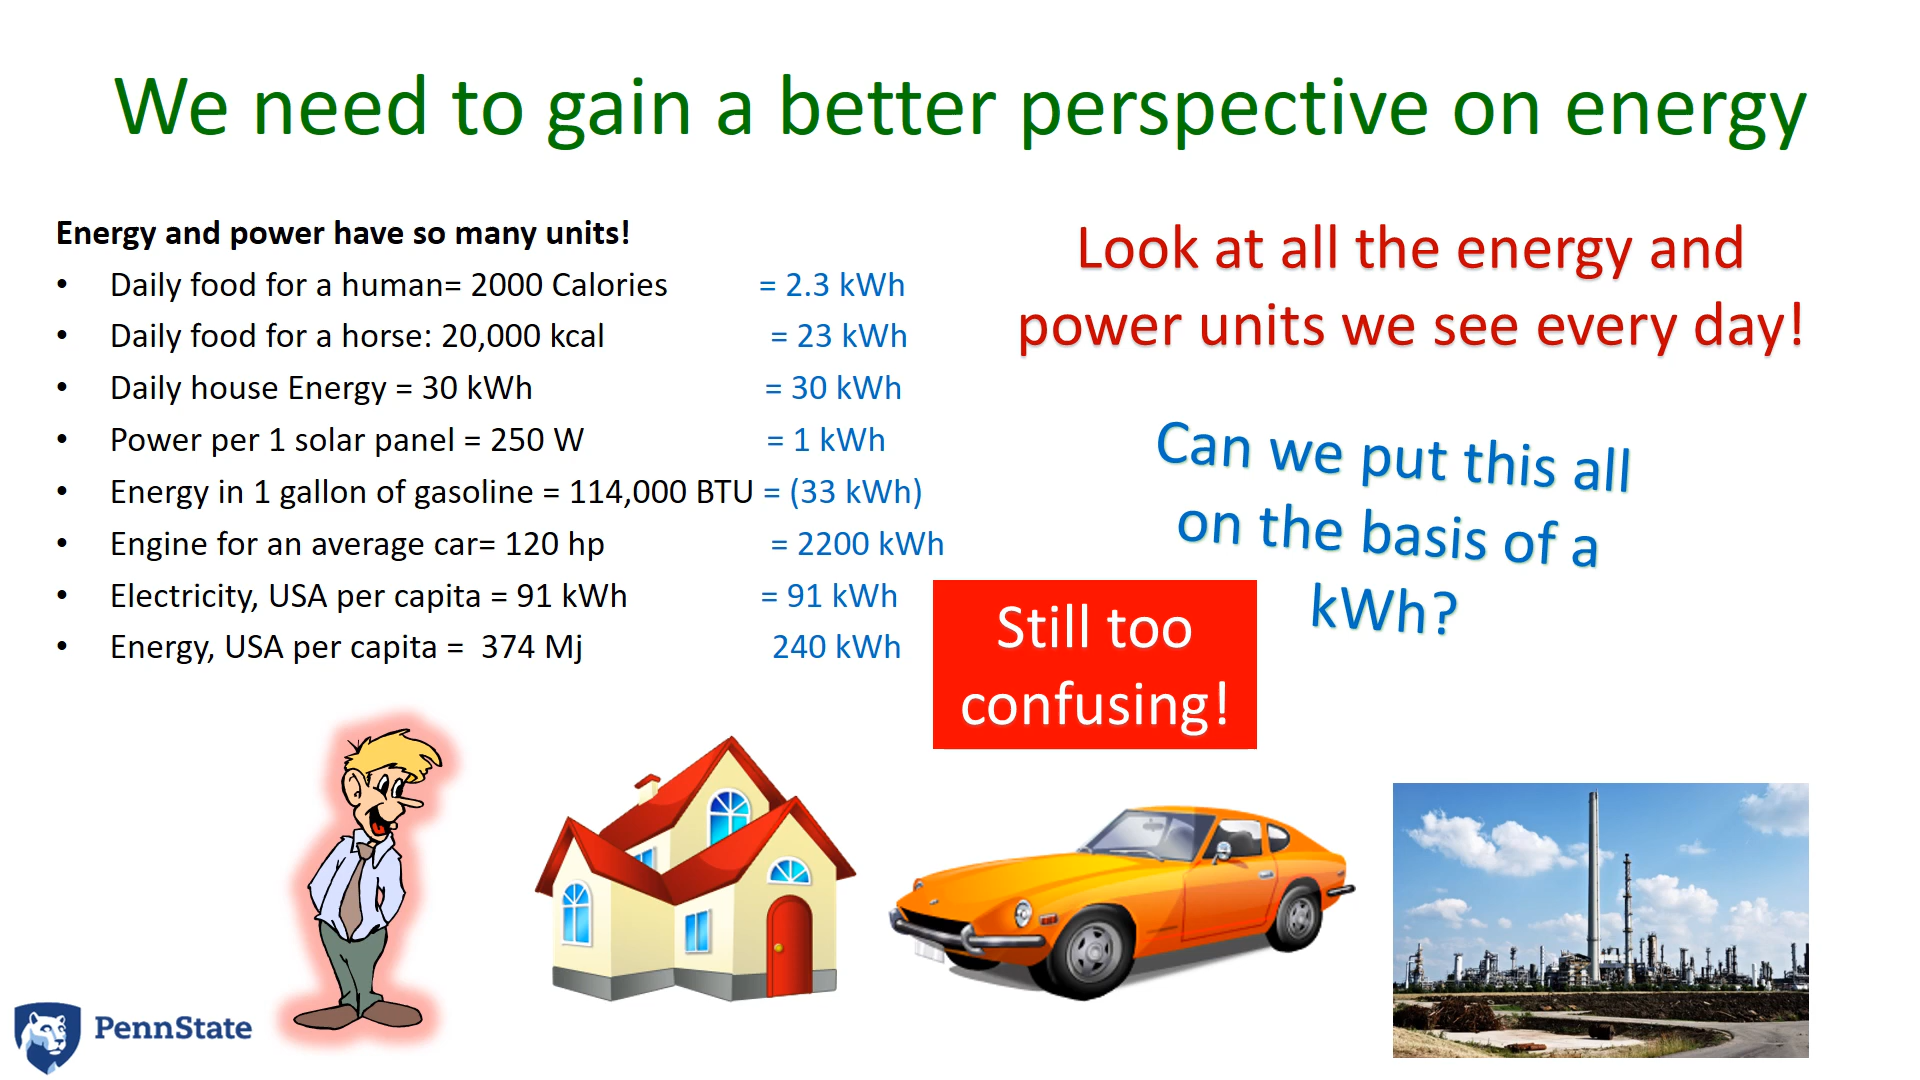 We need to gain a better perspective on energy
Energy and power have so many units!
• Daily food for a human= 2000 Calories = 2.3 kWh
• Daily food for a horse: 20,000 kcal = 23 kWh
• Daily house Energy = 30 kWh = 30 kWh
• Power per 1 solar panel = 250 W = 1 kWh
• Energy in 1 gallon of gasoline = 114,000 BTU = (33 kWh)
• Engine for an average car= 120 hp = 2200 kWh
• Electricity, USA per capita = 91 kWh = 91 kWh
• Energy, USA per capita = 374 Mj 240 kWh
Look at all the energy and
power units we see every day!
Can we put this all
on the basis of a
kWh?
Still too
confusing!
PennState